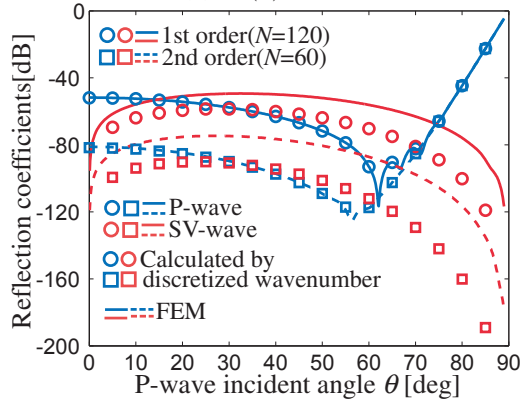 0
-40
-80
-120
-160
-200
Reflection coefficients[dB]
1st order(N=120)
2nd order(N=60)
P-wave
SV-wave
Calculated by
discretized wavenumber
FEM
0 10 20 30 40 50 60 70 80 90
P-wave incident angle θ [deg]